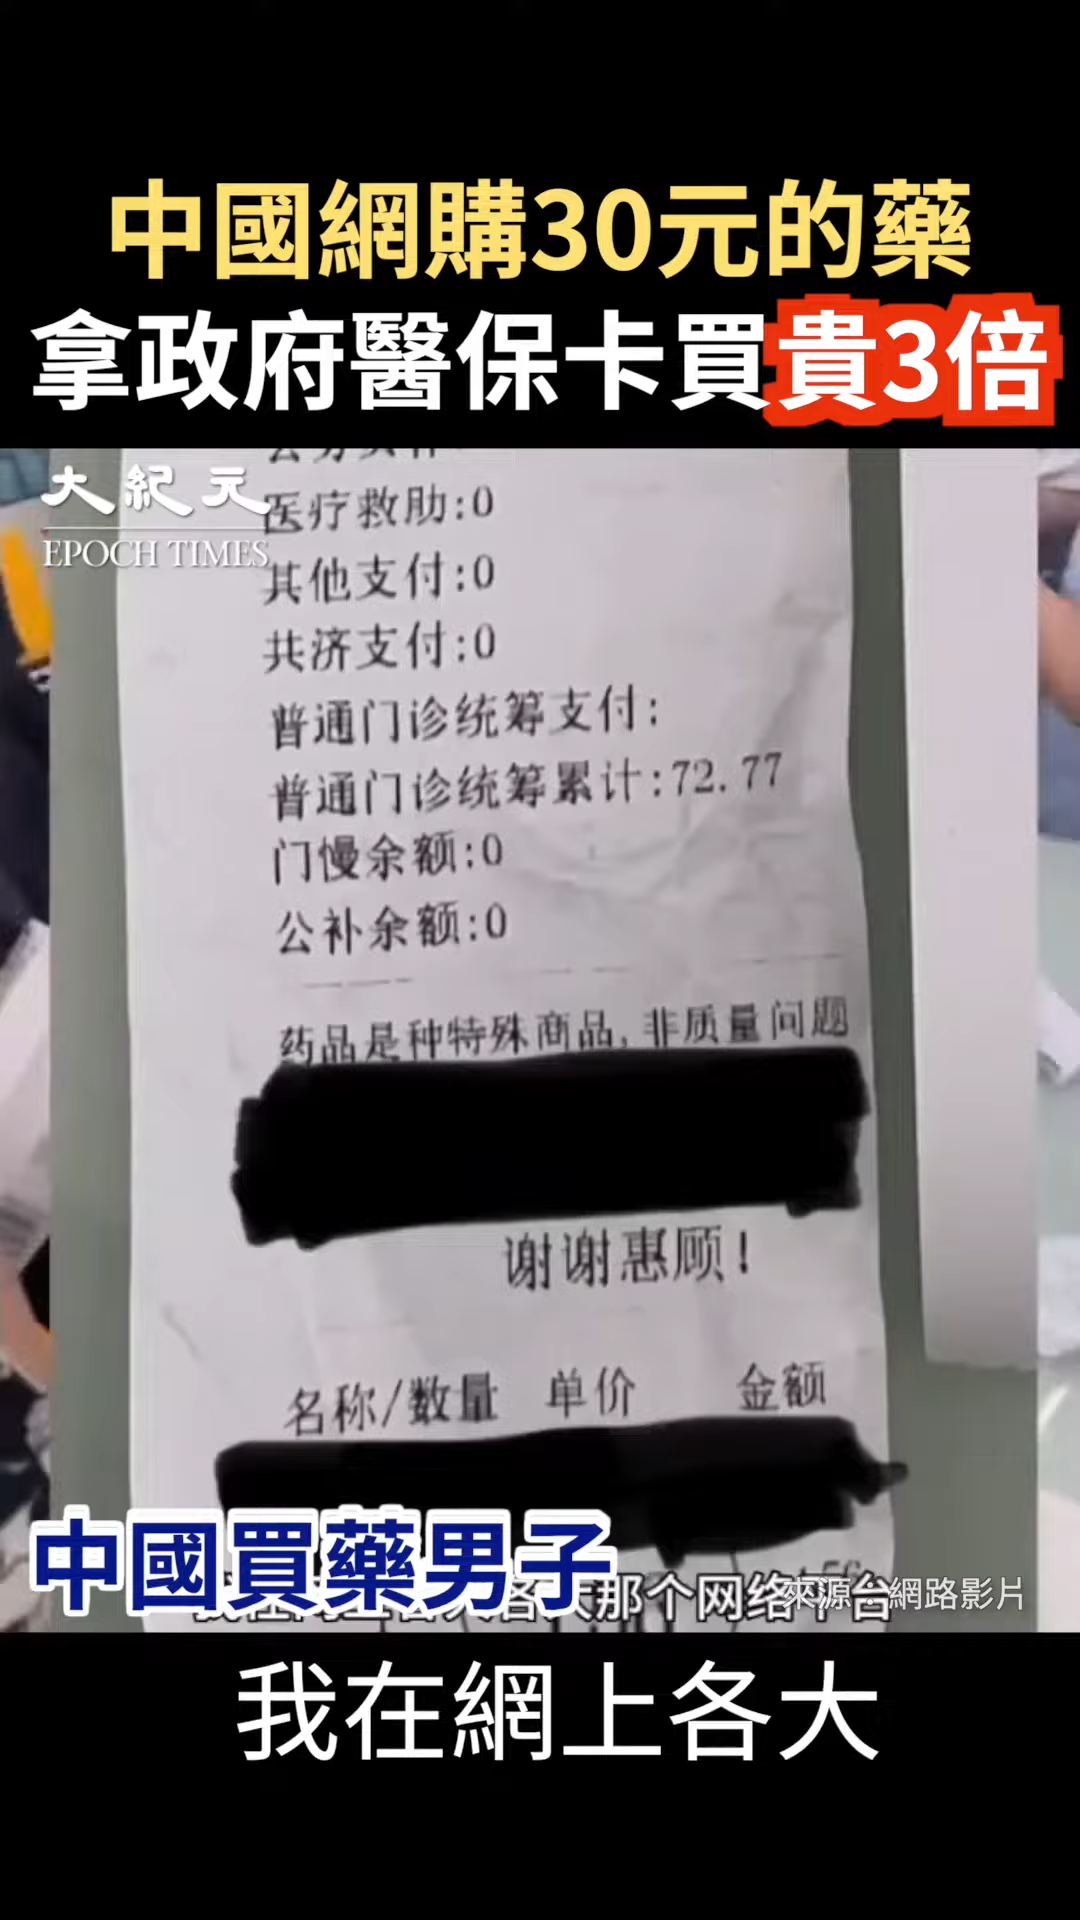 中國網購30元的藥
拿政府醫保卡買貴3倍
大紀元
EPOCH TIMES
医疗救助:0
其他支付:0
共济支付:0
普通门诊统筹支付:
普通门诊统筹累计:72.77
门慢余额:0
公补余额:0
药品是种特殊商品,非质量问题
谢谢惠顾!
名称/数量 单价 金额
中國買藥男子
那个网络平台
來源：網路影片
我在網上各大